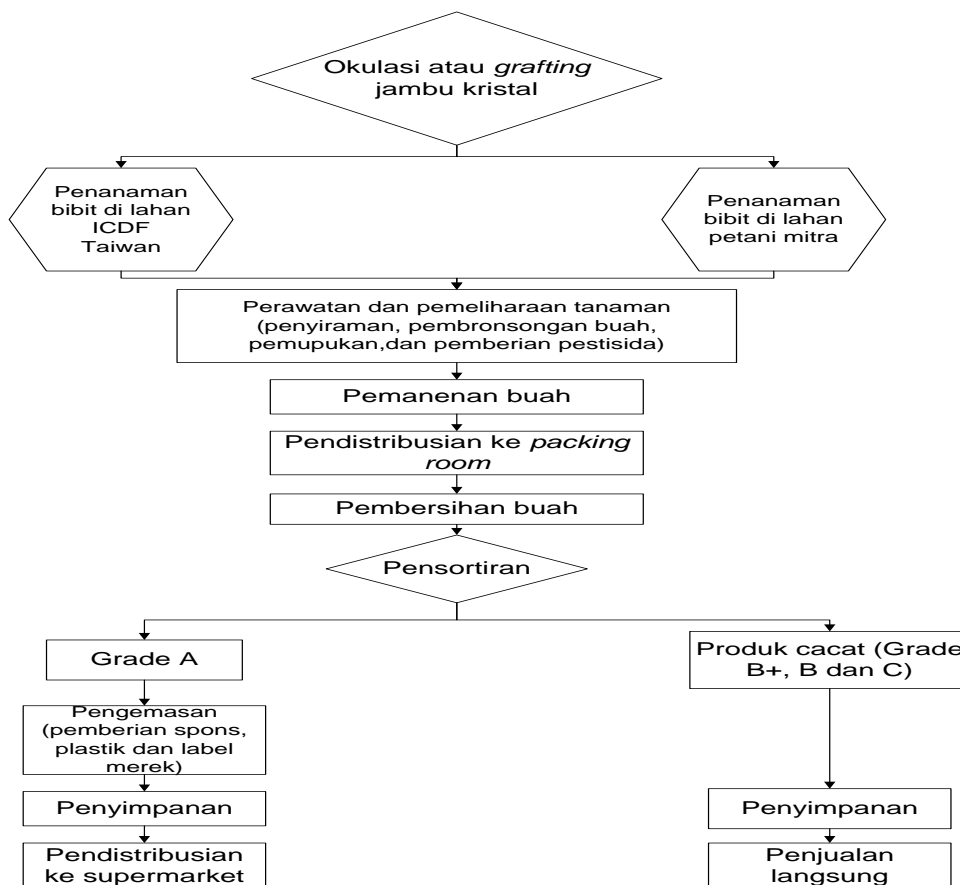 Okulasi atau grafting
jambu kristal
Penanaman
bibit di lahan
ICDF
Taiwan
Penanaman
bibit di lahan
petani mitra
Perawatan dan pemeliharaan tanaman
(penyiraman, pembronsongan buah,
pemupukan,dan pemberian pestisida)
Pemanenan buah
Pendistribusian ke packing
room
Pembersihan buah
Pensortiran
Grade A
Produk cacat (Grade
B+, B dan C)
Pengemasan
(pemberian spons,
plastik dan label
merek)
Penyimpanan
Penyimpanan
Pendistribusian
ke supermarket
Penjualan
langsung